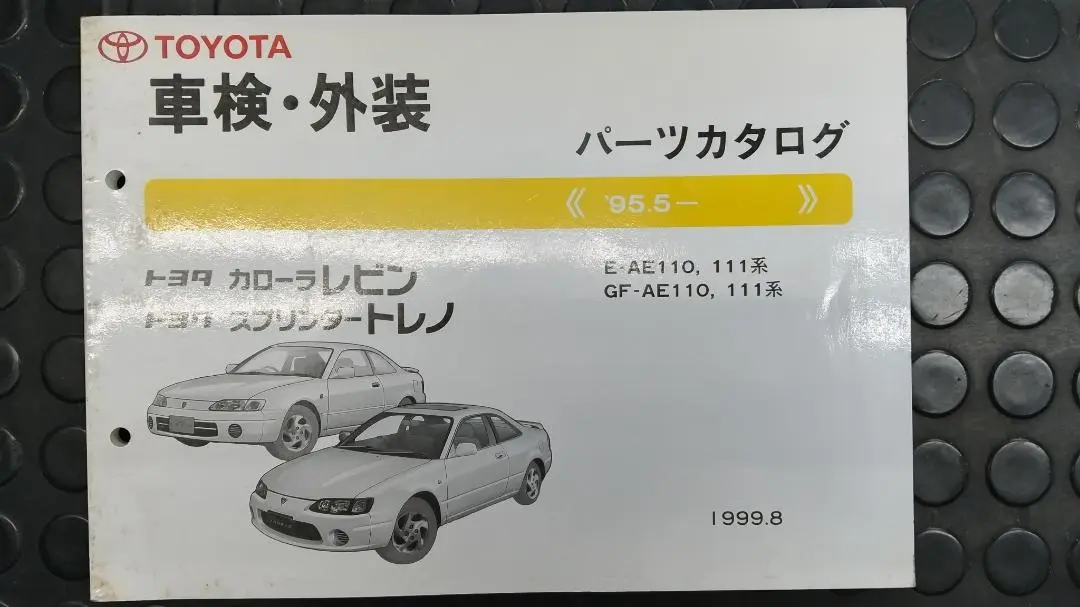 TOYOTA
車検・外装
パーツカタログ
《 '95.5— 》
トヨタ カローラレビン
トヨタ スプリンタートレノ
E-AE110, 111系
GF-AE110, 111系
1999.8